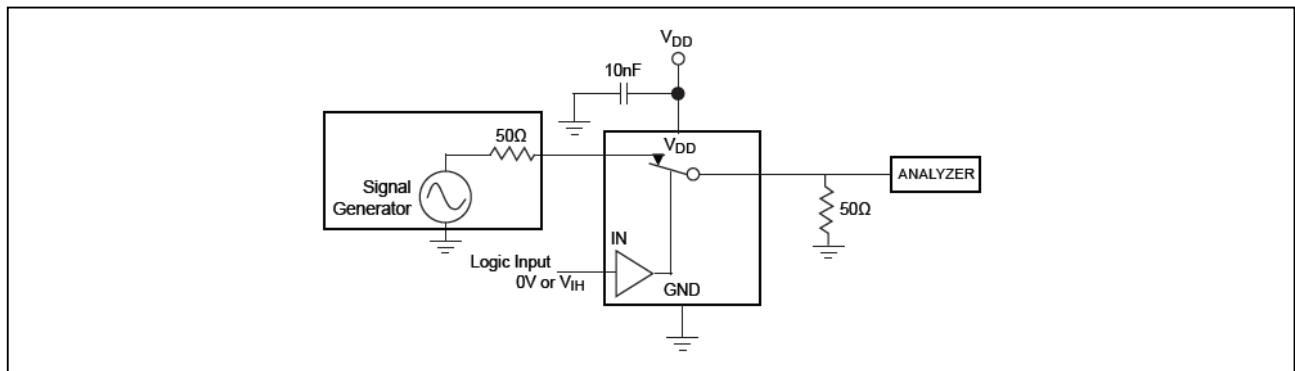 V_DD
10nF
50Ω
V_DD
ANALYZER
Signal
Generator
50Ω
IN
Logic Input
0V or V_IH
GND